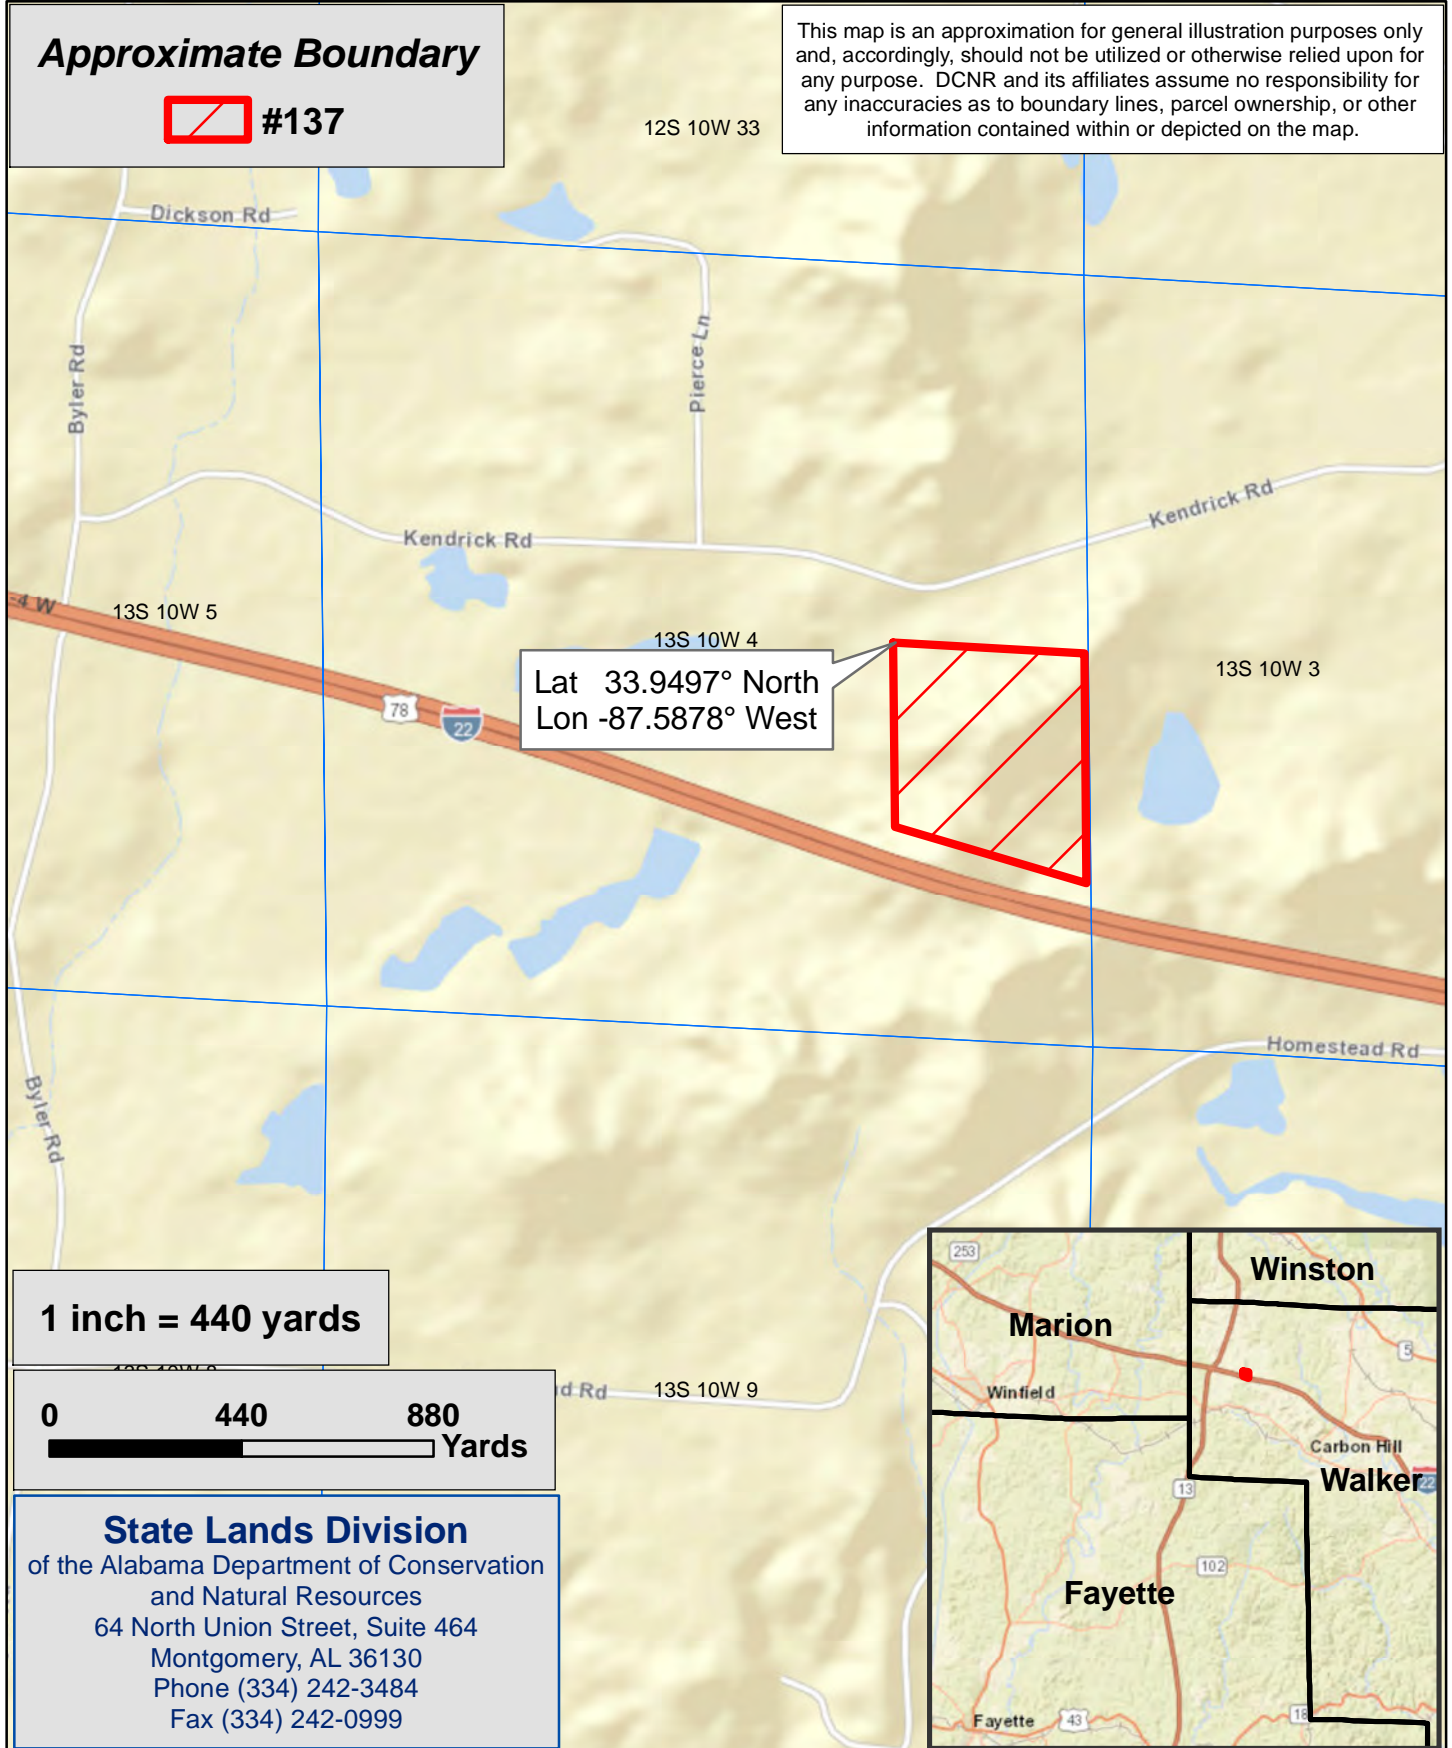 Approximate Boundary
#137
This map is an approximation for general illustration purposes only
and, accordingly, should not be utilized or otherwise relied upon for
any purpose. DCNR and its affiliates assume no responsibility for
any inaccuracies as to boundary lines, parcel ownership, or other
information contained within or depicted on the map.
12S 10W 33
Dickson Rd
Byler Rd
Pierce Ln
Kendrick Rd
Kendrick Rd
-4 W
13S 10W 5
13S 10W 4
13S 10W 3
Lat 33.9497° North
Lon -87.5878° West
78
22
Homestead Rd
Byler Rd
1 inch = 440 yards
d Rd
13S 10W 9
0 440 880
Yards
State Lands Division
of the Alabama Department of Conservation
and Natural Resources
64 North Union Street, Suite 464
Montgomery, AL 36130
Phone (334) 242-3484
Fax (334) 242-0999
253
Winston
Marion
5
Winfield
Carbon Hill
Walker
22
13
102
Fayette
Fayette
43
18